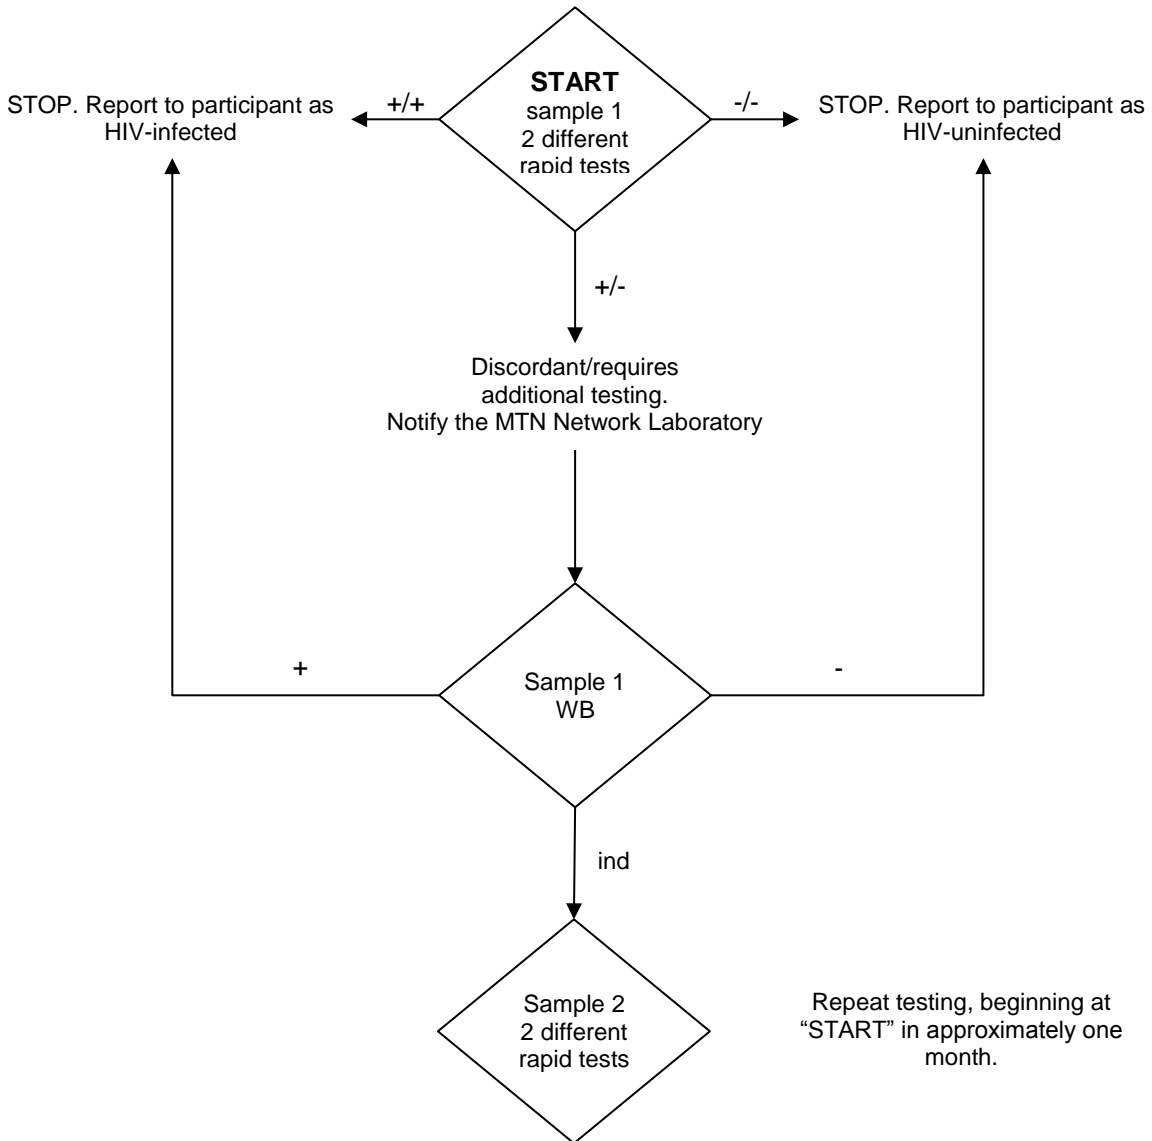 START
sample 1
2 different
rapid tests
STOP. Report to participant as
HIV-infected
+/+
-/-
STOP. Report to participant as
HIV-uninfected
+/-
Discordant/requires
additional testing.
Notify the MTN Network Laboratory
+
Sample 1
WB
-
ind
Sample 2
2 different
rapid tests
Repeat testing, beginning at
“START” in approximately one
month.